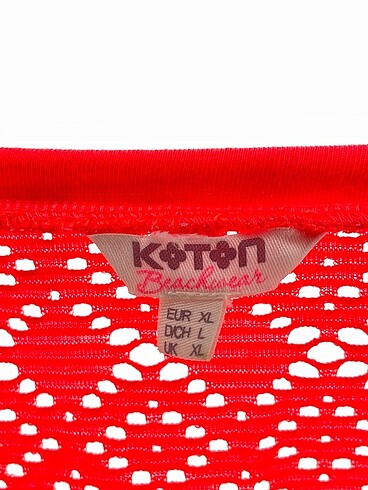 KOTON
Beachwear
EUR XL
D/CH L
UK XL